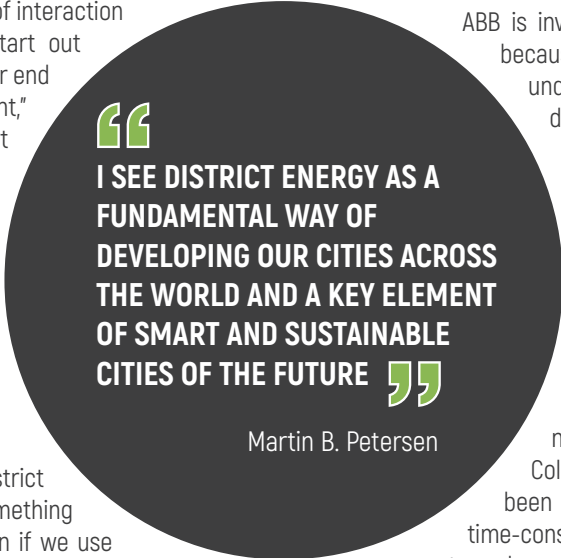 of interaction
tart out
r end
nt,"
t
strict
mething
n if we use
“
I SEE DISTRICT ENERGY AS A
FUNDAMENTAL WAY OF
DEVELOPING OUR CITIES ACROSS
THE WORLD AND A KEY ELEMENT
OF SMART AND SUSTAINABLE
CITIES OF THE FUTURE ”
Martin B. Petersen
ABB is inv
becaus
und
d
n
Col
been
time-cons